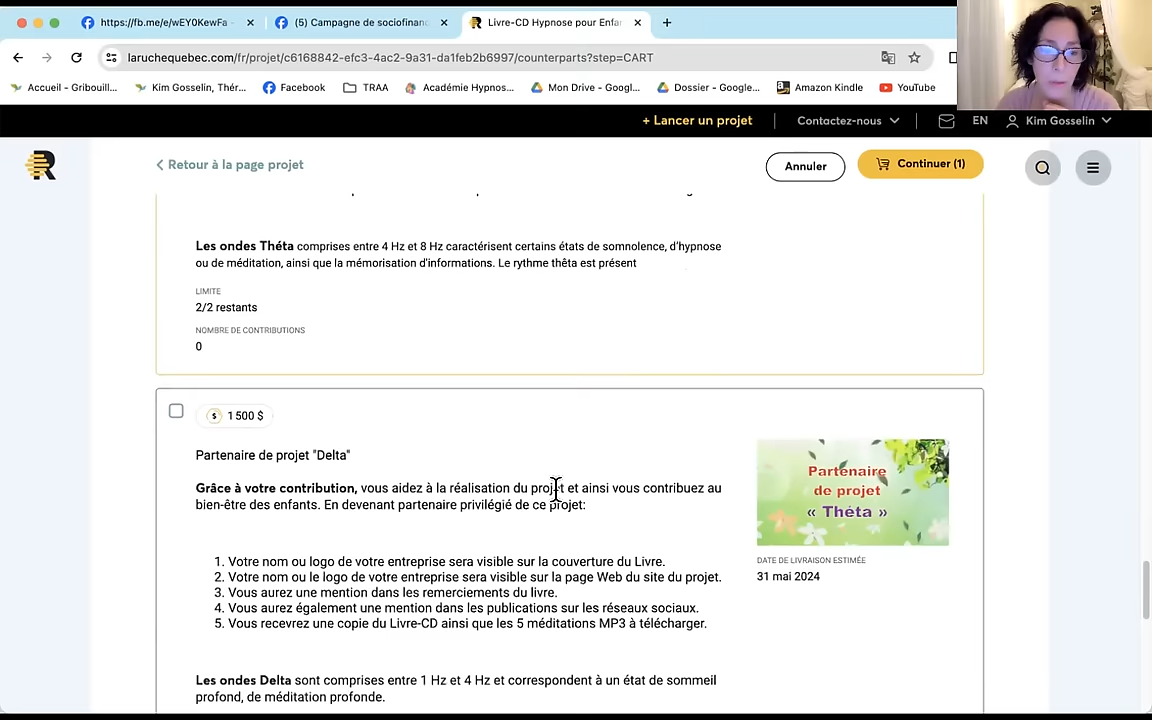 https://fb.me/e/wEY0KewFa -
(5) Campagne de sociofinanc
Livre-CD Hypnose pour Enfan
laruchequebec.com/fr/projet/c6168842-efc3-4ac2-9a31-da1feb2b6997/counterparts?step=CART
Accueil – Gribouill...
Kim Gosselin, Thér...
Facebook
TRAA
Académie Hypnos...
Mon Drive – Googl...
Dossier – Google...
Amazon Kindle
YouTube
+ Lancer un projet
Contactez-nous
EN
Kim Gosselin
Retour à la page projet
Annuler
Continuer (1)
Les ondes Théta comprises entre 4 Hz et 8 Hz caractérisent certains états de somnolence, d'hypnose
ou de méditation, ainsi que la mémorisation d'informations. Le rythme thêta est présent
LIMITE
2/2 restants
NOMBRE DE CONTRIBUTIONS
0
$ 1 500 $
Partenaire de projet "Delta"
Grâce à votre contribution, vous aidez à la réalisation du projet et ainsi vous contribuez au
bien-être des enfants. En devenant partenaire privilégié de ce projet:
1. Votre nom ou logo de votre entreprise sera visible sur la couverture du Livre.
2. Votre nom ou le logo de votre entreprise sera visible sur la page Web du site du projet.
3. Vous aurez une mention dans les remerciements du livre.
4. Vous aurez également une mention dans les publications sur les réseaux sociaux.
5. Vous recevrez une copie du Livre-CD ainsi que les 5 méditations MP3 à télécharger.
Les ondes Delta sont comprises entre 1 Hz et 4 Hz et correspondent à un état de sommeil
profond, de méditation profonde.
Partenaire
de projet
« Théta »
DATE DE LIVRAISON ESTIMÉE
31 mai 2024